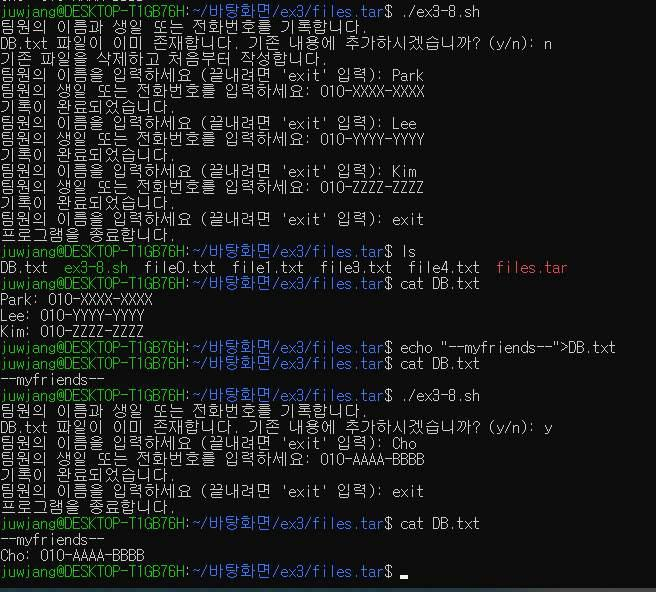 juwjang@DESKTOP-T1GB76H:~/바탕화면/ex3/files.tar$ ./ex3-8.sh
팀원의 이름과 생일 또는 전화번호를 기록합니다.
DB.txt 파일이 이미 존재합니다. 기존 내용에 추가하시겠습니까? (y/n): n
기존 파일을 삭제하고 처음부터 작성합니다.
팀원의 이름을 입력하세요 (끝내려면 'exit' 입력): Park
팀원의 생일 또는 전화번호를 입력하세요: 010-XXXX-XXXX
기록이 완료되었습니다.
팀원의 이름을 입력하세요 (끝내려면 'exit' 입력): Lee
팀원의 생일 또는 전화번호를 입력하세요: 010-YYYY-YYYY
기록이 완료되었습니다.
팀원의 이름을 입력하세요 (끝내려면 'exit' 입력): Kim
팀원의 생일 또는 전화번호를 입력하세요: 010-ZZZZ-ZZZZ
기록이 완료되었습니다.
팀원의 이름을 입력하세요 (끝내려면 'exit' 입력): exit
프로그램을 종료합니다.
juwjang@DESKTOP-T1GB76H:~/바탕화면/ex3/files.tar$ ls
DB.txt ex3-8.sh file0.txt file1.txt file3.txt file4.txt files.tar
juwjang@DESKTOP-T1GB76H:~/바탕화면/ex3/files.tar$ cat DB.txt
Park: 010-XXXX-XXXX
Lee: 010-YYYY-YYYY
Kim: 010-ZZZZ-ZZZZ
juwjang@DESKTOP-T1GB76H:~/바탕화면/ex3/files.tar$ echo "--myfriends--">DB.txt
juwjang@DESKTOP-T1GB76H:~/바탕화면/ex3/files.tar$ cat DB.txt
--myfriends--
juwjang@DESKTOP-T1GB76H:~/바탕화면/ex3/files.tar$ ./ex3-8.sh
팀원의 이름과 생일 또는 전화번호를 기록합니다.
DB.txt 파일이 이미 존재합니다. 기존 내용에 추가하시겠습니까? (y/n): y
팀원의 이름을 입력하세요 (끝내려면 'exit' 입력): Cho
팀원의 생일 또는 전화번호를 입력하세요: 010-AAAA-BBBB
기록이 완료되었습니다.
팀원의 이름을 입력하세요 (끝내려면 'exit' 입력): exit
프로그램을 종료합니다.
juwjang@DESKTOP-T1GB76H:~/바탕화면/ex3/files.tar$ cat DB.txt
--myfriends--
Cho: 010-AAAA-BBBB
juwjang@DESKTOP-T1GB76H:~/바탕화면/ex3/files.tar$